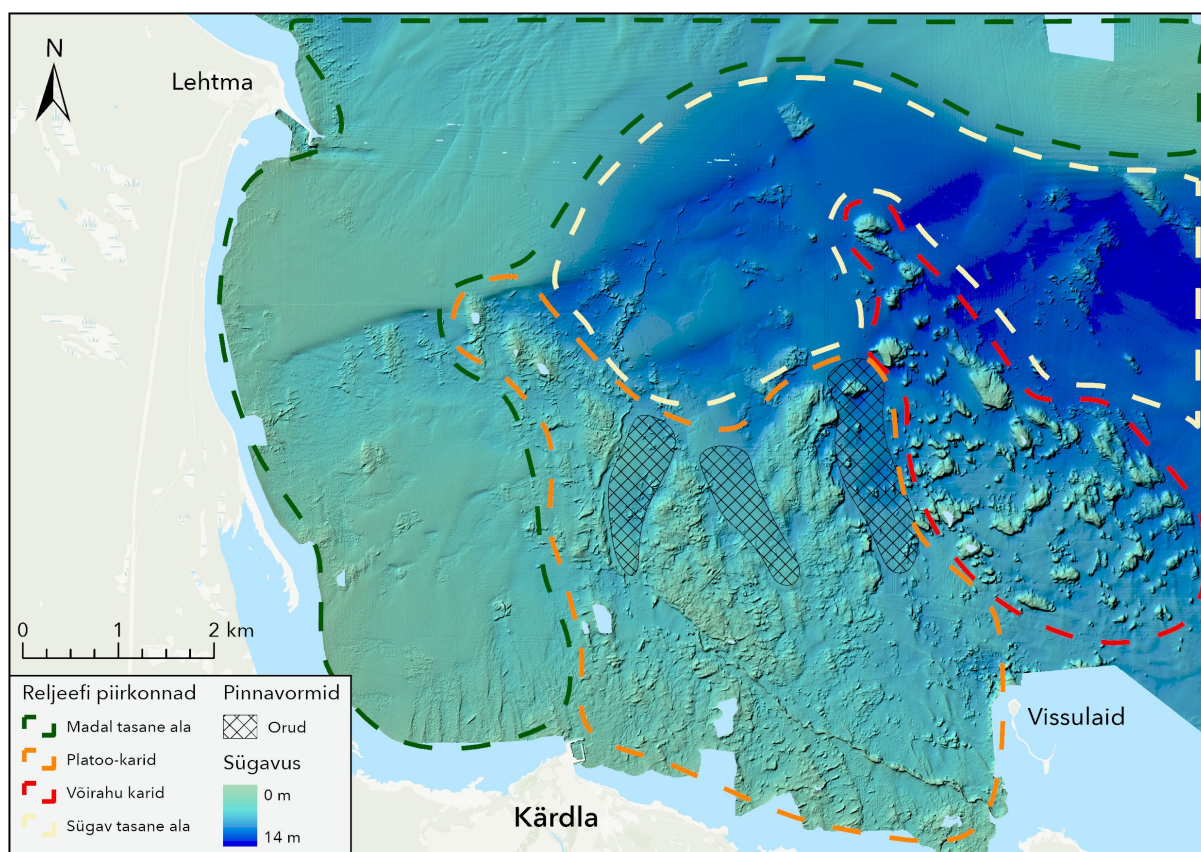 N
Lehtma
0 1 2 km
Reljeefi piirkonnad
Madal tasane ala
Platoo-karid
Võirahu karid
Sügav tasane ala
Pinnavormid
Orud
Sügavus
0 m
14 m
Kärdla
Vissulaid